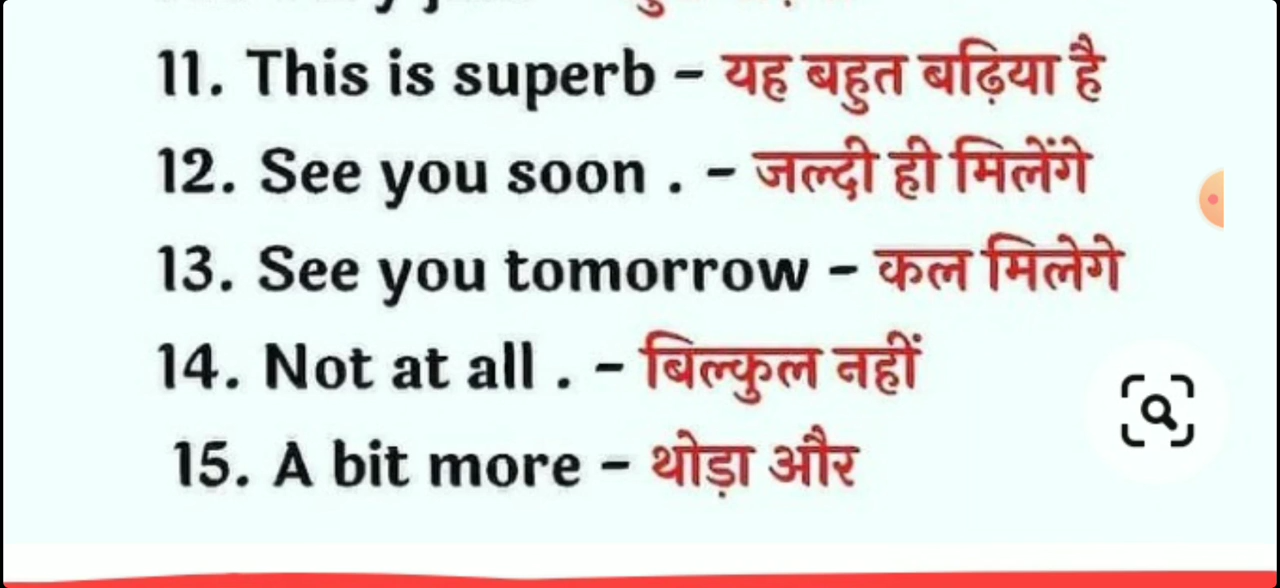 11. This is superb – यह बहुत बढ़िया है
12. See you soon . – जल्दी ही मिलेंगे
13. See you tomorrow – कल मिलेगे
14. Not at all . – बिल्कुल नहीं
15. A bit more – थोड़ा और